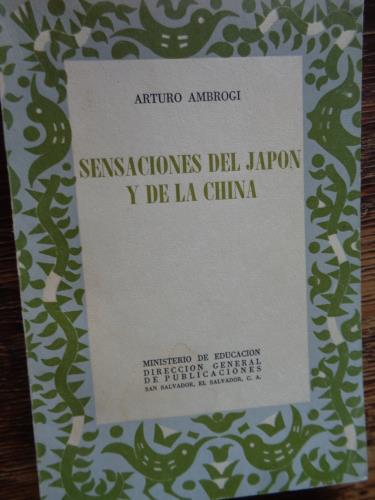 ARTURO AMBROGI
SENSACIONES DEL JAPON
Y DE LA CHINA
MINISTERIO DE EDUCACION
DIRECCION GENERAL
DE PUBLICACIONES
SAN SALVADOR, EL SALVADOR, C. A.